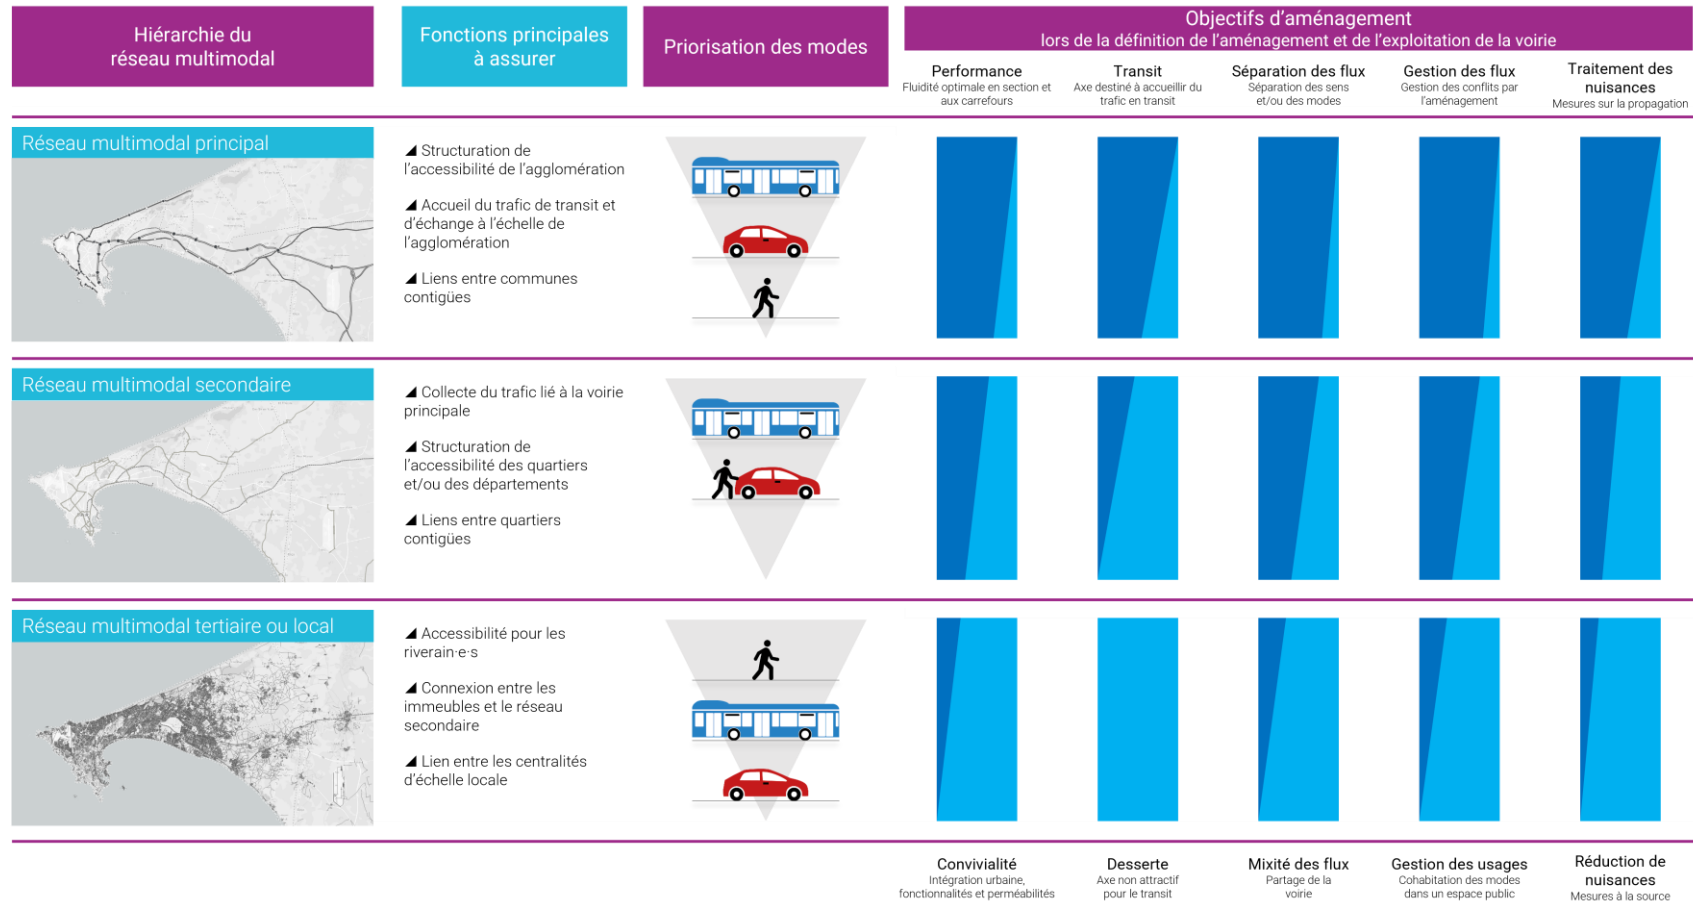 Hiérarchie du
réseau multimodal
Fonctions principales
à assurer
Priorisation des modes
Objectifs d'aménagement
lors de la définition de l'aménagement et de l'exploitation de la voirie
Performance
Fluidité optimale en section et
aux carrefours
Transit
Axe destiné à accueillir du
trafic en transit
Séparation des flux
Séparation des sens
et/ou des modes
Gestion des flux
Gestion des conflits par
l'aménagement
Traitement des
nuisances
Mesures sur la propagation
Réseau multimodal principal
◢ Structuration de
l'accessibilité de l'agglomération
◢ Accueil du trafic de transit et
d'échange à l'échelle de
l'agglomération
◢ Liens entre communes
contigües
Réseau multimodal secondaire
◢ Collecte du trafic lié à la voirie
principale
◢ Structuration de
l'accessibilité des quartiers
et/ou des départements
◢ Liens entre quartiers
contigües
Réseau multimodal tertiaire ou local
◢ Accessibilité pour les
riverain·e·s
◢ Connexion entre les
immeubles et le réseau
secondaire
◢ Lien entre les centralités
d'échelle locale
Convivialité
Intégration urbaine,
fonctionnalités et perméabilités
Desserte
Axe non attractif
pour le transit
Mixité des flux
Partage de la
voirie
Gestion des usages
Cohabitation des modes
dans un espace public
Réduction de
nuisances
Mesures à la source